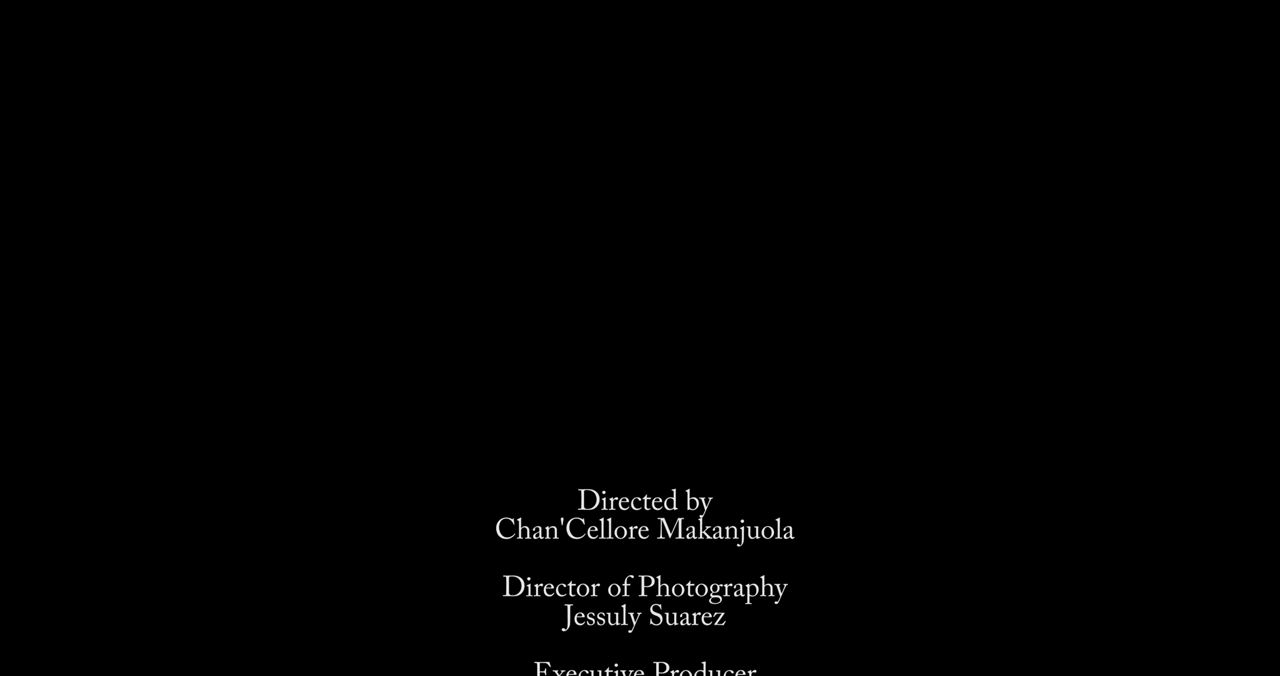 Directed by
Chan'Cellore Makanjuola
Director of Photography
Jessuly Suarez
Executive Producer